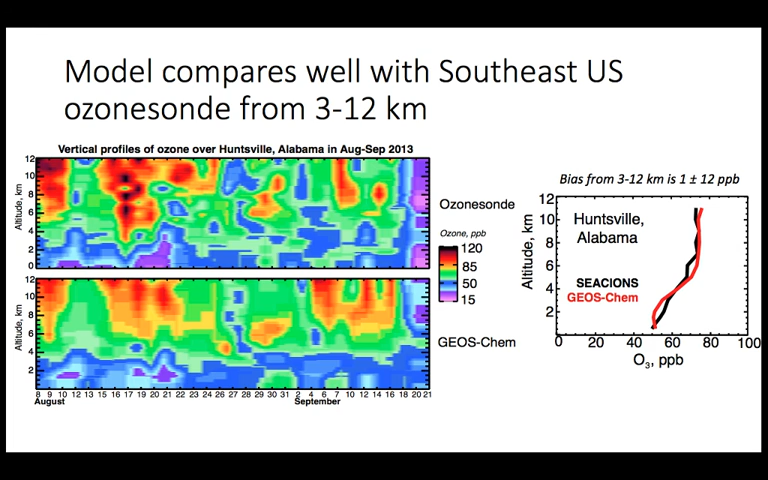 Model compares well with Southeast US
ozonesonde from 3-12 km
Vertical profiles of ozone over Huntsville, Alabama in Aug-Sep 2013
Altitude, km
12
10
8
6
4
2
0
Ozonesonde
Ozone, ppb
120
85
50
15
Altitude, km
12
10
8
6
4
2
0
GEOS-Chem
8 9 10 11 12 13 15 16 17 18 19 20 21 22 23 24 25 26 27 28 29 30 31 2 4 6 7 9 10 12 13 14 16 18 20 21
August September
Bias from 3-12 km is 1 ± 12 ppb
Altitude, km
12
10
8
6
4
2
Huntsville,
Alabama
SEACIONS
GEOS-Chem
0 20 40 60 80 100
O3, ppb